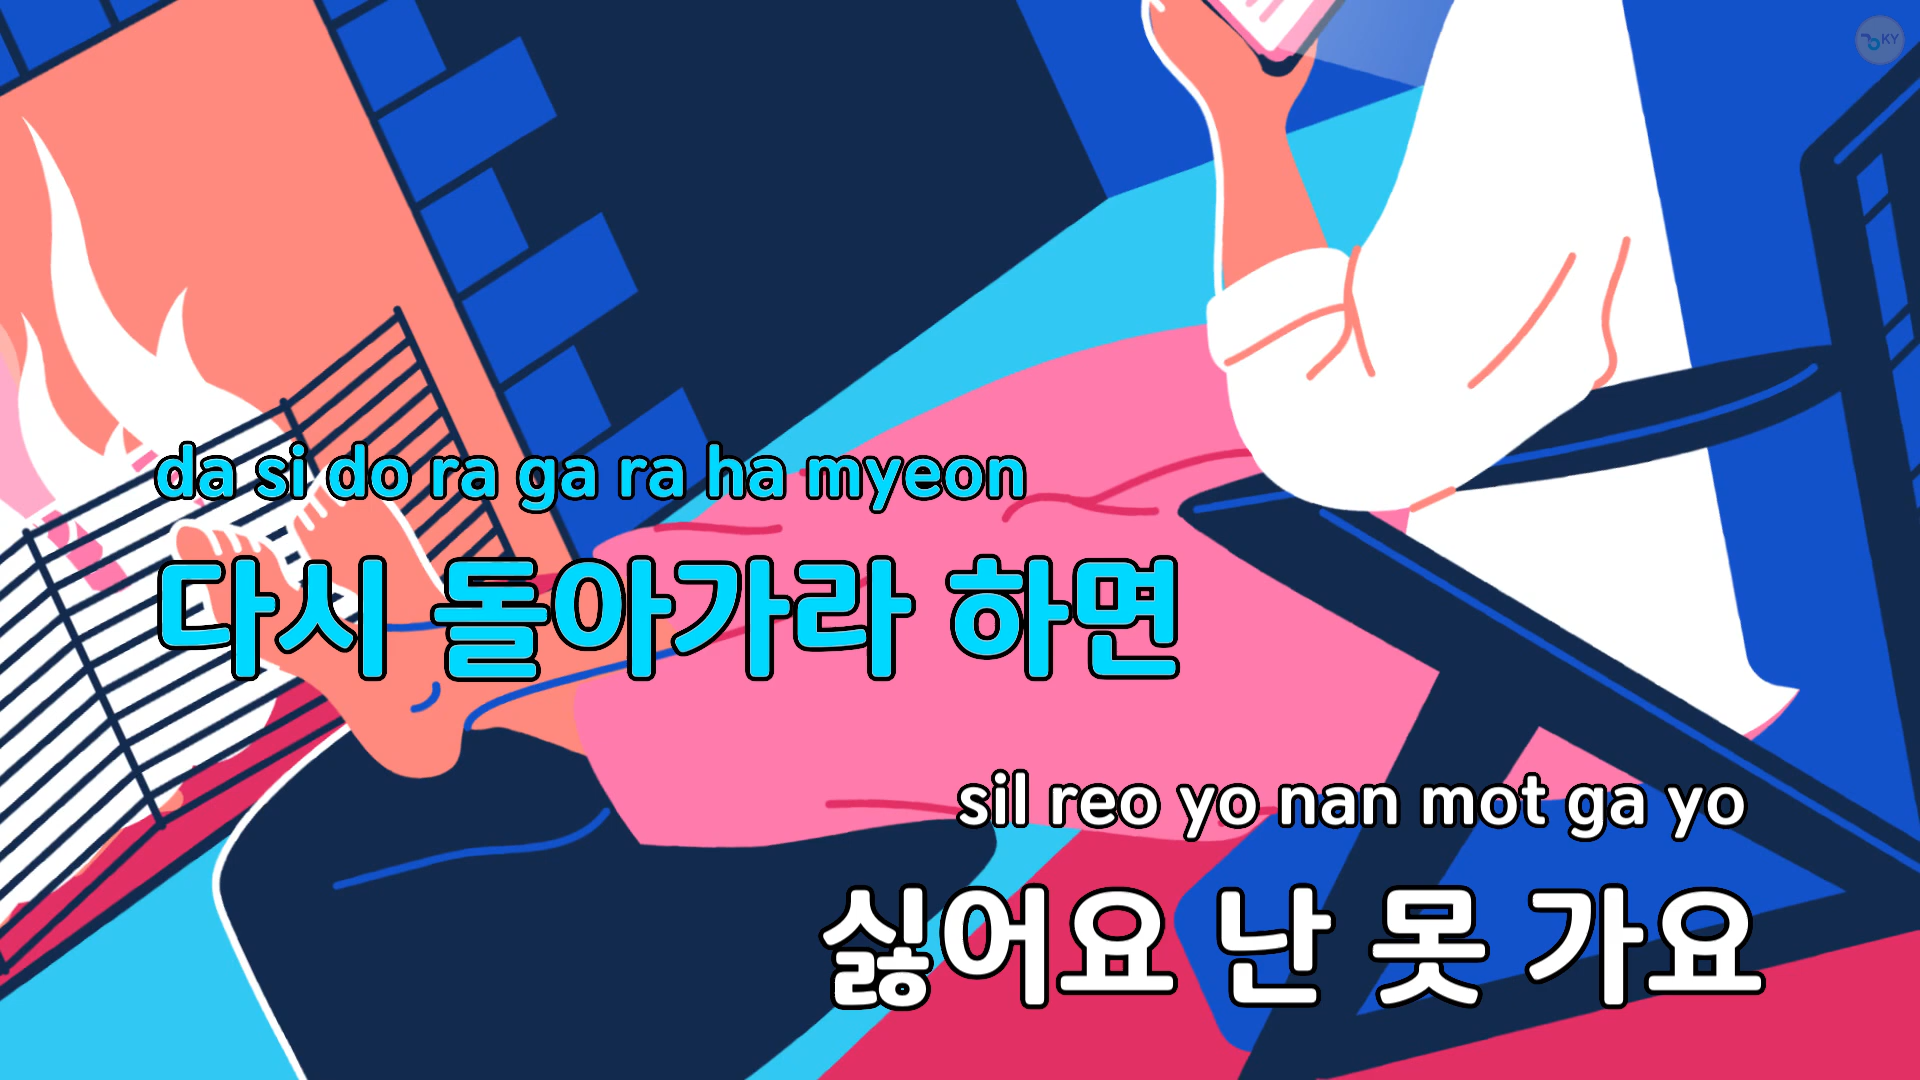 KY
da si do ra ga ra ha myeon
다시 돌아가라 하면
sil reo yo nan mot ga yo
싫어요 난 못 가요